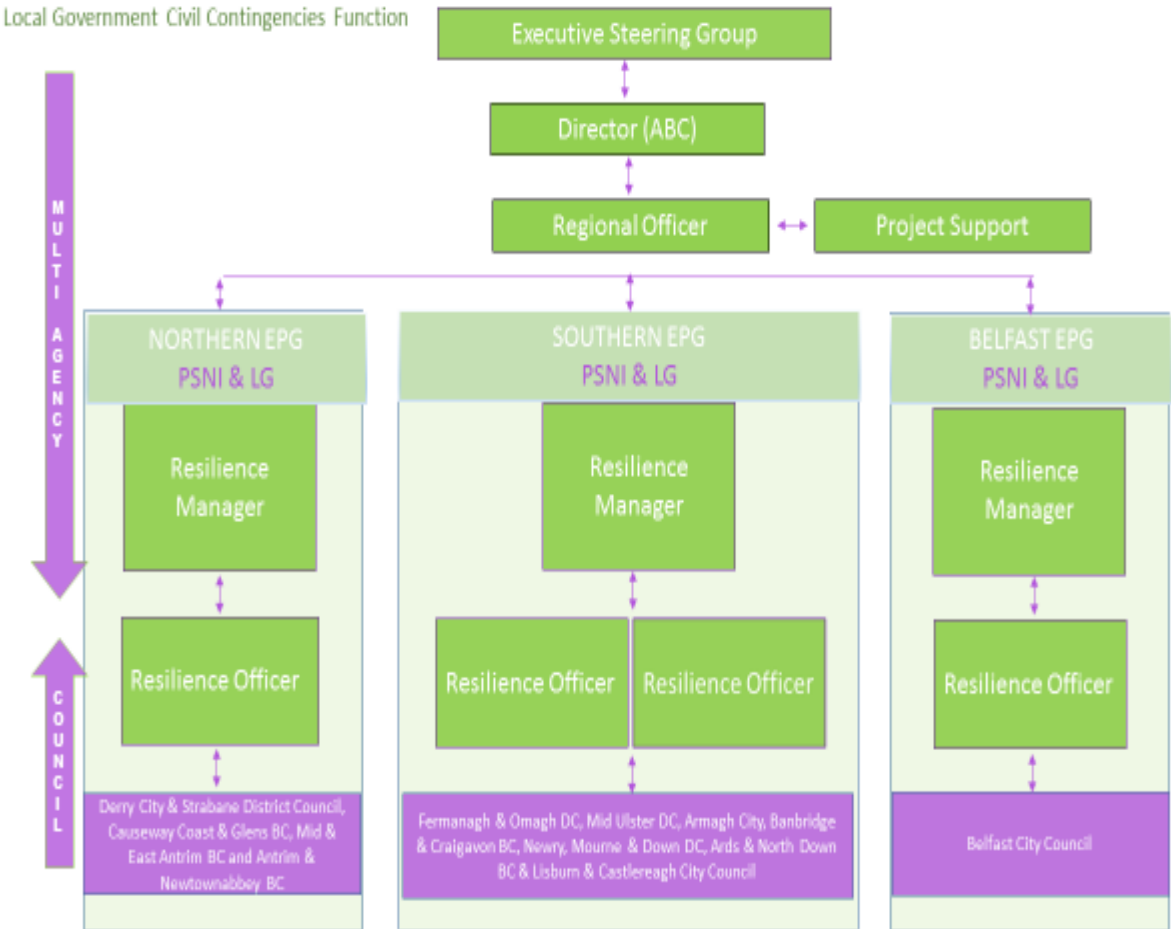 Local Government Civil Contingencies Function
Executive Steering Group
Director (ABC)
Regional Officer
Project Support
MULTI AGENCY
COUNCIL
NORTHERN EPG
PSNI & LG
Resilience
Manager
Resilience Officer
Derry City & Strabane District Council,
Causeway Coast & Glens BC, Mid &
East Antrim BC and Antrim &
Newtownabbey BC
SOUTHERN EPG
PSNI & LG
Resilience
Manager
Resilience Officer
Resilience Officer
Fermanagh & Omagh DC, Mid Ulster DC, Armagh City, Banbridge
& Craigavon BC, Newry, Mourne & Down DC, Ards & North Down
BC & Lisburn & Castlereagh City Council
BELFAST EPG
PSNI & LG
Resilience
Manager
Resilience Officer
Belfast City Council